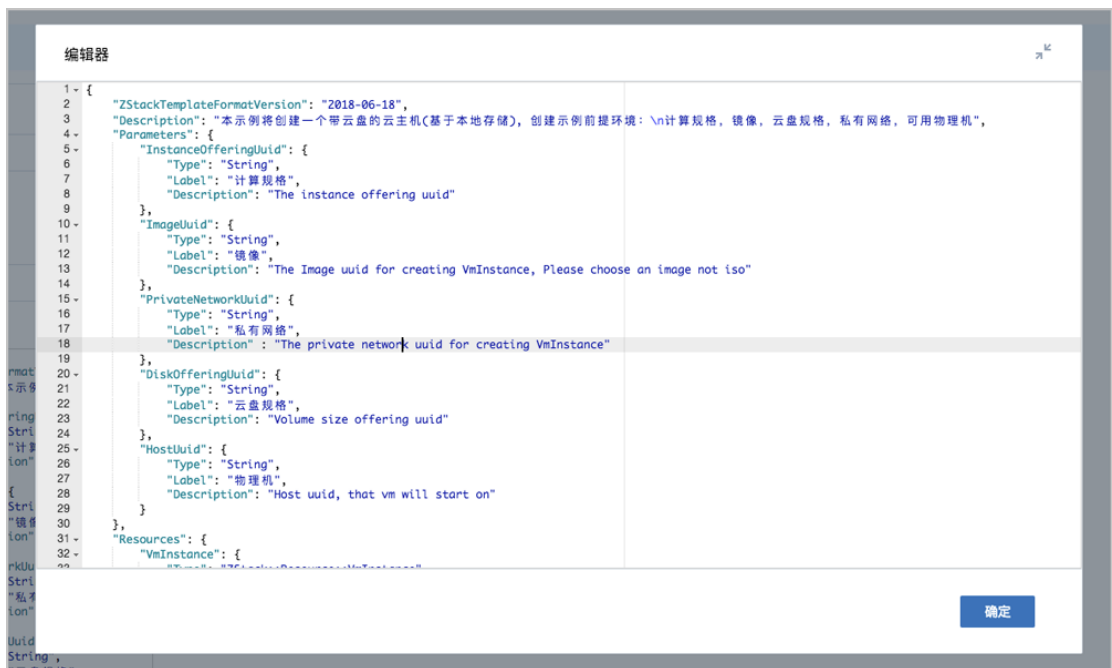 编辑器
1 {
2 "ZStackTemplateFormatVersion": "2018-06-18",
3 "Description": "本示例将创建一个带云盘的云主机(基于本地存储), 创建示例前提环境: \n计算规格, 镜像, 云盘规格, 私有网络, 可用物理机",
4 "Parameters": {
5 "InstanceOfferingUuid": {
6 "Type": "String",
7 "Label": "计算规格",
8 "Description": "The instance offering uuid"
9 },
10 "ImageUuid": {
11 "Type": "String",
12 "Label": "镜像",
13 "Description": "The Image uuid for creating VmInstance, Please choose an image not iso"
14 },
15 "PrivateNetworkUuid": {
16 "Type": "String",
17 "Label": "私有网络",
18 "Description" : "The private network uuid for creating VmInstance"
19 },
20 "DiskOfferingUuid": {
21 "Type": "String",
22 "Label": "云盘规格",
23 "Description": "Volume size offering uuid"
24 },
25 "HostUuid": {
26 "Type": "String",
27 "Label": "物理机",
28 "Description": "Host uuid, that vm will start on"
29 }
30 },
31 "Resources": {
32 "VmInstance": {
33 "Type": "ZStack::Resource::VmInstance",
确定